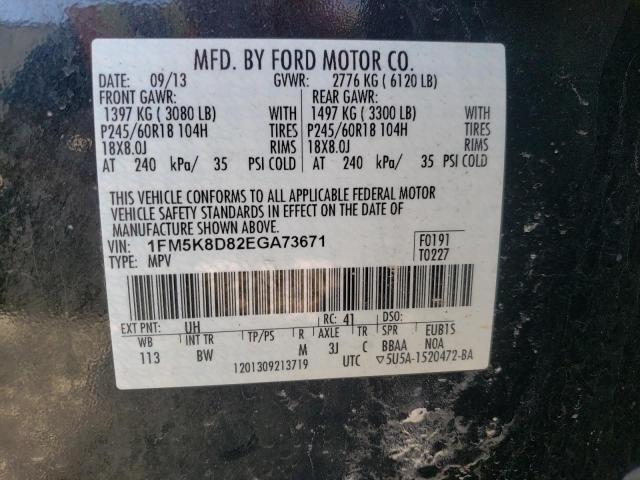 MFD. BY FORD MOTOR CO.
DATE: 09/13 GVWR: 2776 KG ( 6120 LB)
FRONT GAWR: REAR GAWR:
1397 KG ( 3080 LB) WITH 1497 KG ( 3300 LB) WITH
P245/60R18 104H TIRES P245/60R18 104H TIRES
18X8.0J RIMS 18X8.0J RIMS
AT 240 kPa/ 35 PSI COLD AT 240 kPa/ 35 PSI COLD
THIS VEHICLE CONFORMS TO ALL APPLICABLE FEDERAL MOTOR
VEHICLE SAFETY STANDARDS IN EFFECT ON THE DATE OF
MANUFACTURE SHOWN ABOVE.
VIN: 1FM5K8D82EGA73671 F0191
TYPE: MPV T0227
EXT PNT: UH RC: 41 DSO:
WB INT TR TP/PS R AXLE TR SPR EUB1S
113 BW M 3J C BBAA NOA
1201309213719 UTC ▽5U5A-1520472-BA